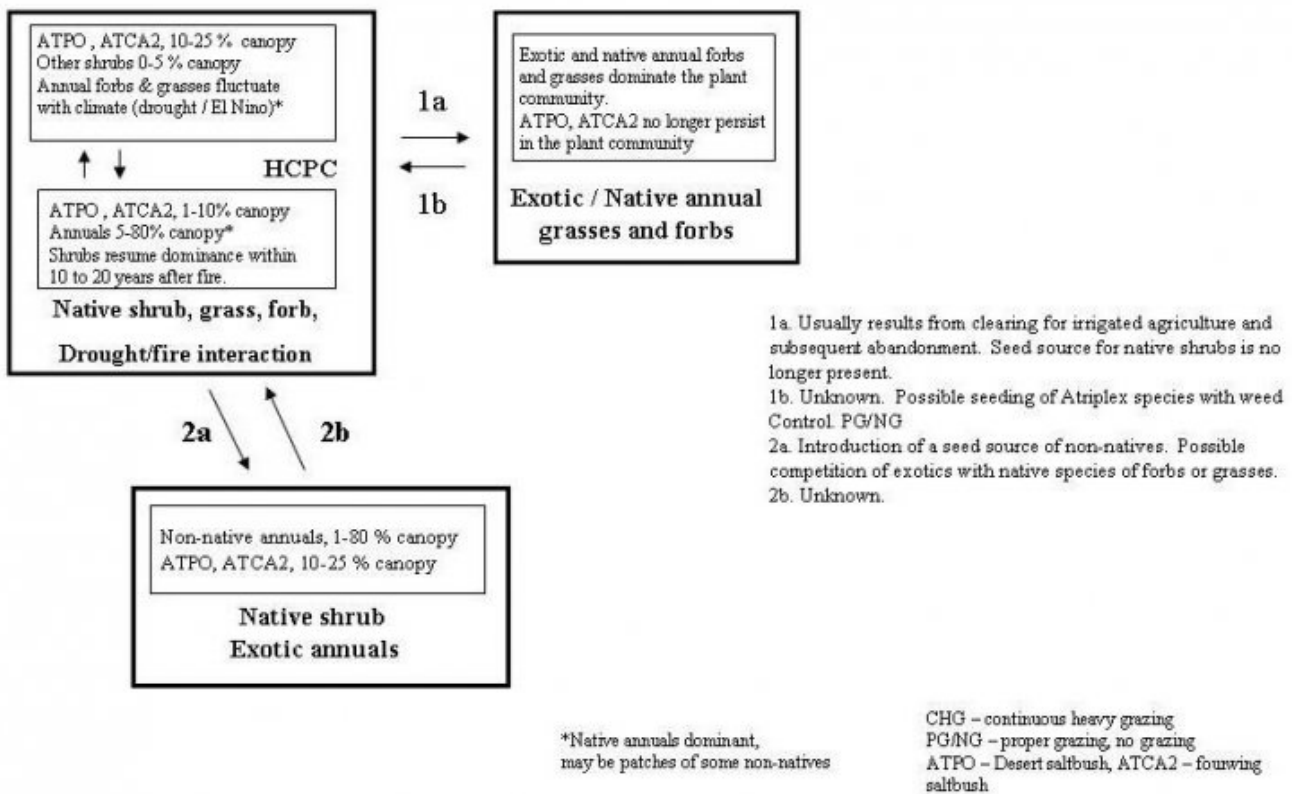 ATPO , ATCA2, 10-25 % canopy
Other shrubs 0-5 % canopy
Annual forbs & grasses fluctuate
with climate (drought / El Nino)*
HCPC
ATPO , ATCA2, 1-10% canopy
Annuals 5-80% canopy*
Shrubs resume dominance within
10 to 20 years after fire.
Native shrub, grass, forb,
Drought/fire interaction
1a
1b
Exotic and native annual forbs
and grasses dominate the plant
community.
ATPO, ATCA2 no longer persist
in the plant community
Exotic / Native annual
grasses and forbs
2a
2b
Non-native annuals, 1-80 % canopy
ATPO, ATCA2, 10-25 % canopy
Native shrub
Exotic annuals
1a. Usually results from clearing for irrigated agriculture and
subsequent abandonment. Seed source for native shrubs is no
longer present.
1b. Unknown. Possible seeding of Atriplex species with weed
Control. PG/NG
2a. Introduction of a seed source of non-natives. Possible
competition of exotics with native species of forbs or grasses.
2b. Unknown.
*Native annuals dominant,
may be patches of some non-natives
CHG – continuous heavy grazing
PG/NG – proper grazing, no grazing
ATPO – Desert saltbush, ATCA2 – fourwing
saltbush